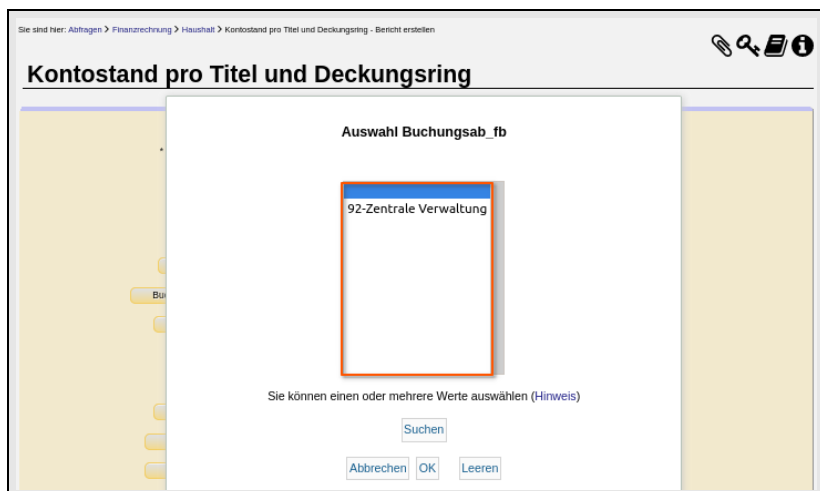 Sie sind hier: Abfragen > Finanzrechnung > Haushalt > Kontostand pro Titel und Deckungsring - Bericht erstellen
Kontostand pro Titel und Deckungsring
Auswahl Buchungsab_fb
*
92-Zentrale Verwaltung
Bu
Sie können einen oder mehrere Werte auswählen (Hinweis)
Suchen
Abbrechen OK Leeren